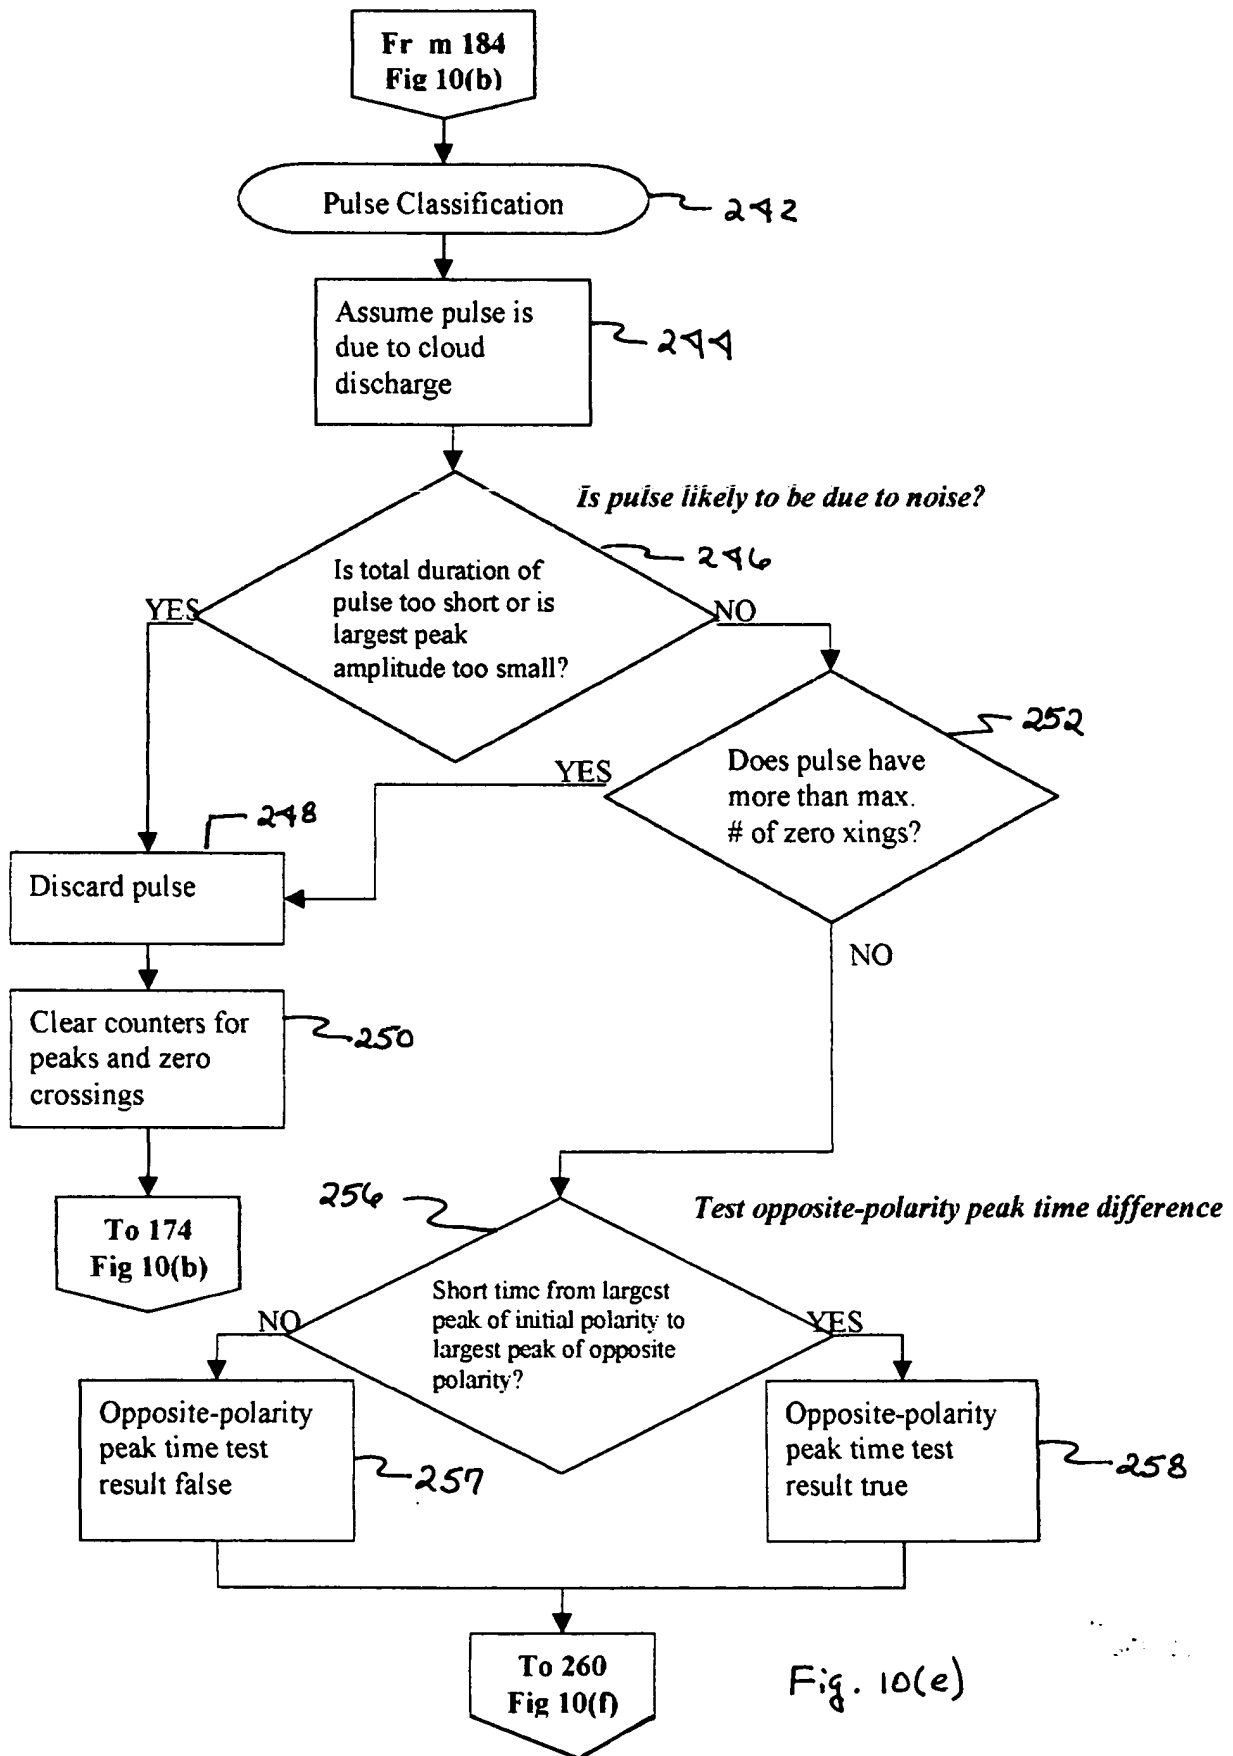 Fr m 184
Fig 10(b)
Pulse Classification
242
Assume pulse is
due to cloud
discharge
244
Is pulse likely to be due to noise?
246
Is total duration of
pulse too short or is
largest peak
amplitude too small?
YES
NO
252
Does pulse have
more than max.
# of zero xings?
YES
NO
248
Discard pulse
Clear counters for
peaks and zero
crossings
250
To 174
Fig 10(b)
256
Test opposite-polarity peak time difference
Short time from largest
peak of initial polarity to
largest peak of opposite
polarity?
NO
YES
Opposite-polarity
peak time test
result false
257
Opposite-polarity
peak time test
result true
258
To 260
Fig 10(f)
Fig. 10(e)